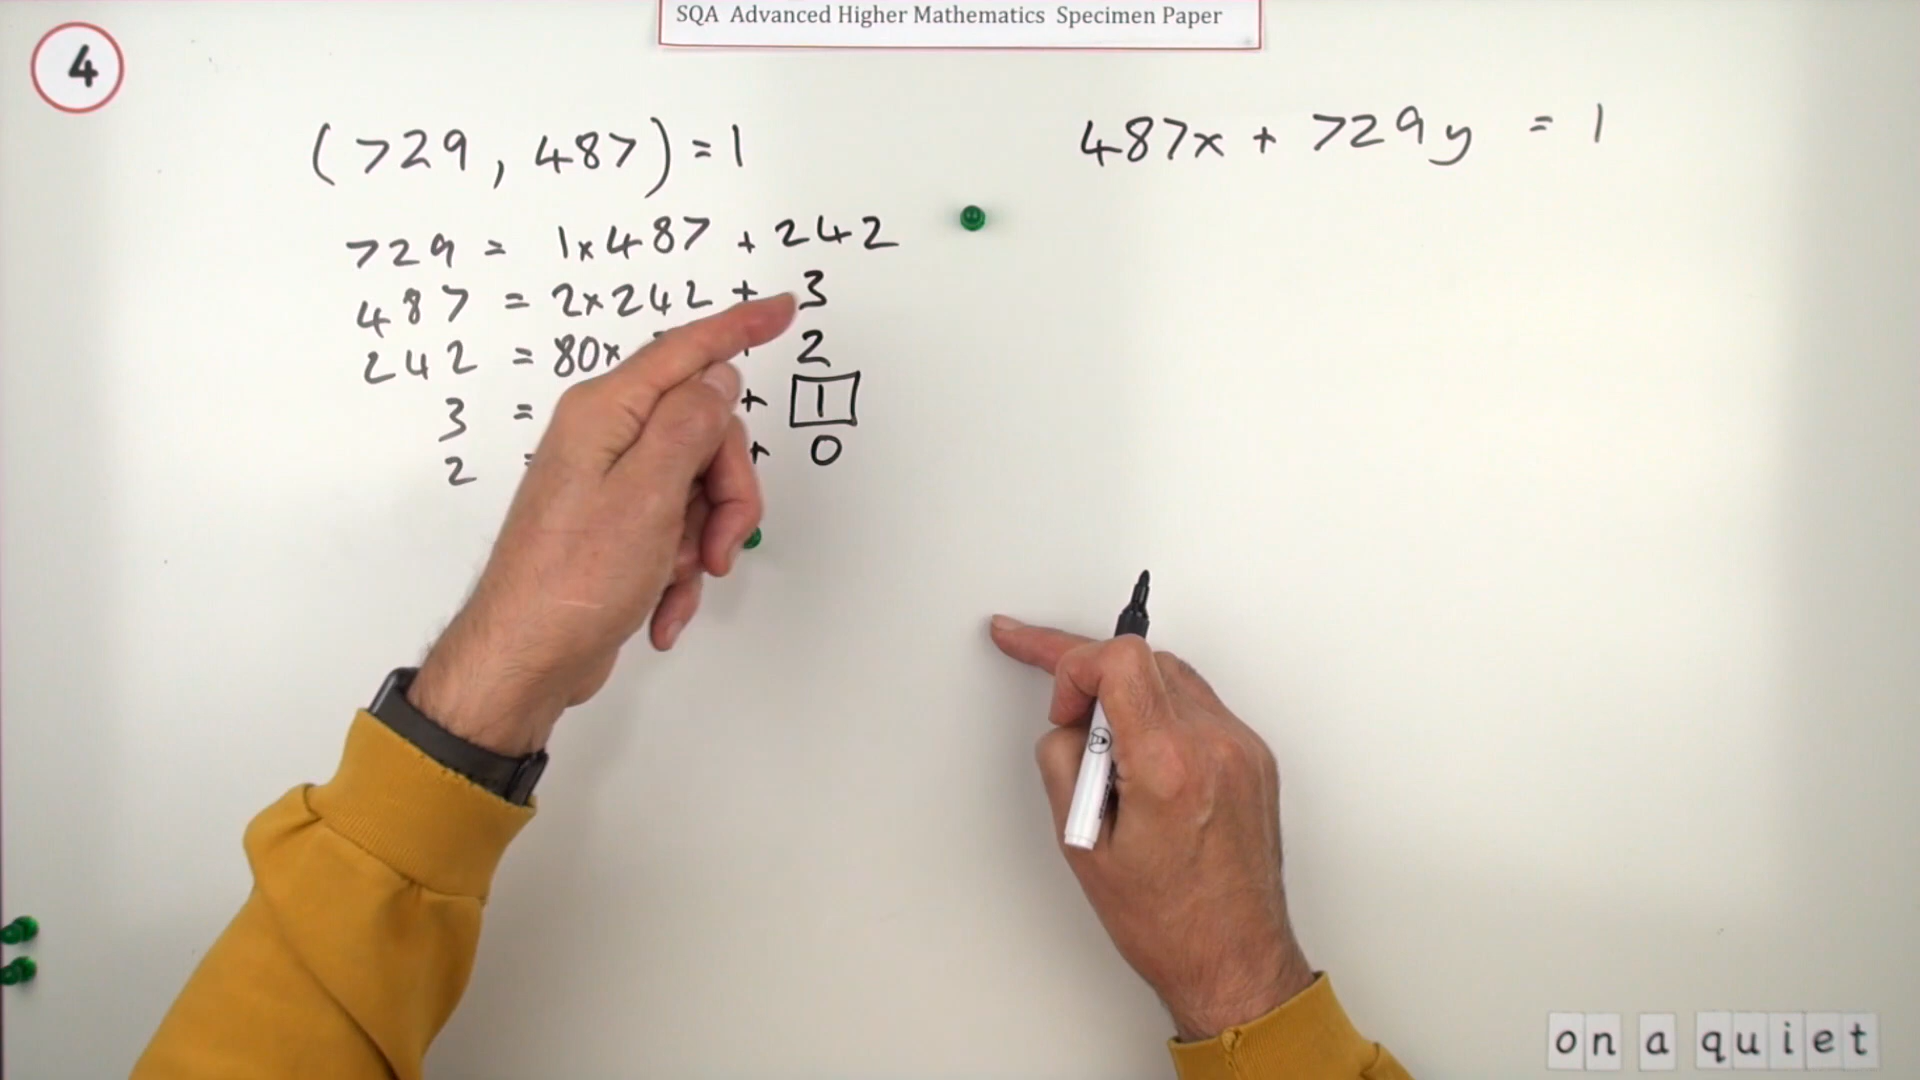 SQA Advanced Higher Mathematics Specimen Paper
4
(729, 487) = 1
487x + 729y = 1
729 = 1x487 + 242
487 = 2x242 + 3
242 = 80x + 2
3 = + 1
2 = + 0
on a quiet